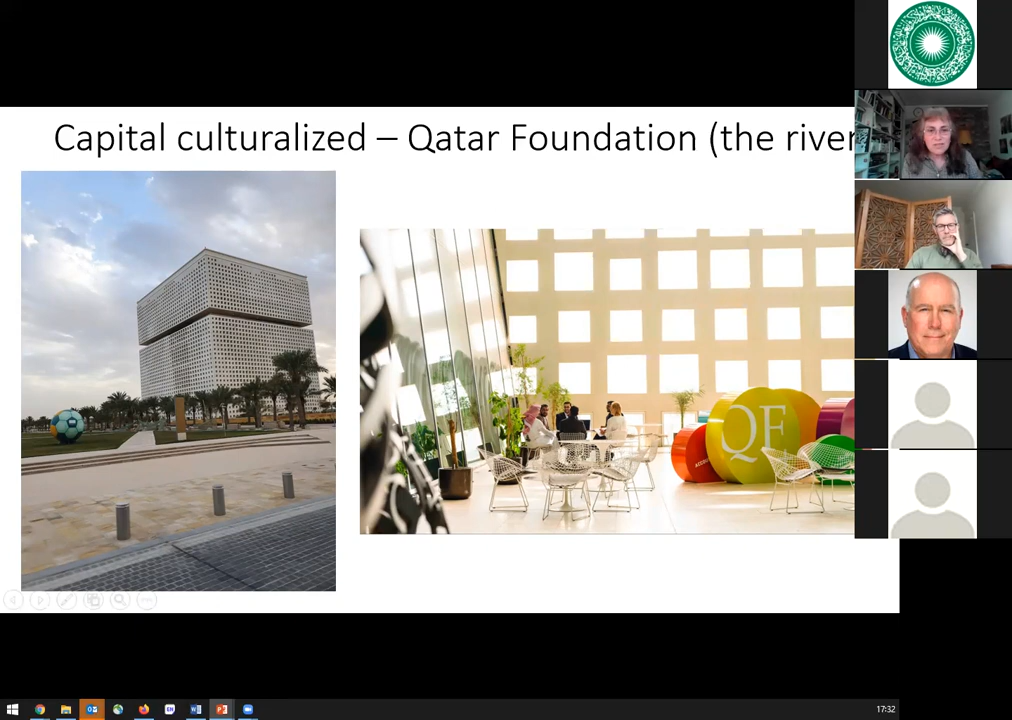 Capital culturalized – Qatar Foundation (the river
QF
17:32